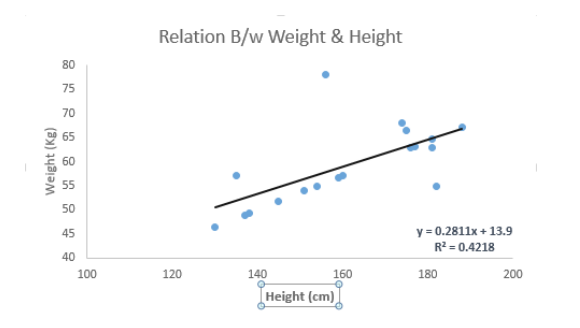 Relation B/w Weight & Height
80
75
70
65
60
55
50
45
40
Weight (Kg)
y = 0.2811x + 13.9
R² = 0.4218
100 120 140 160 180 200
Height (cm)